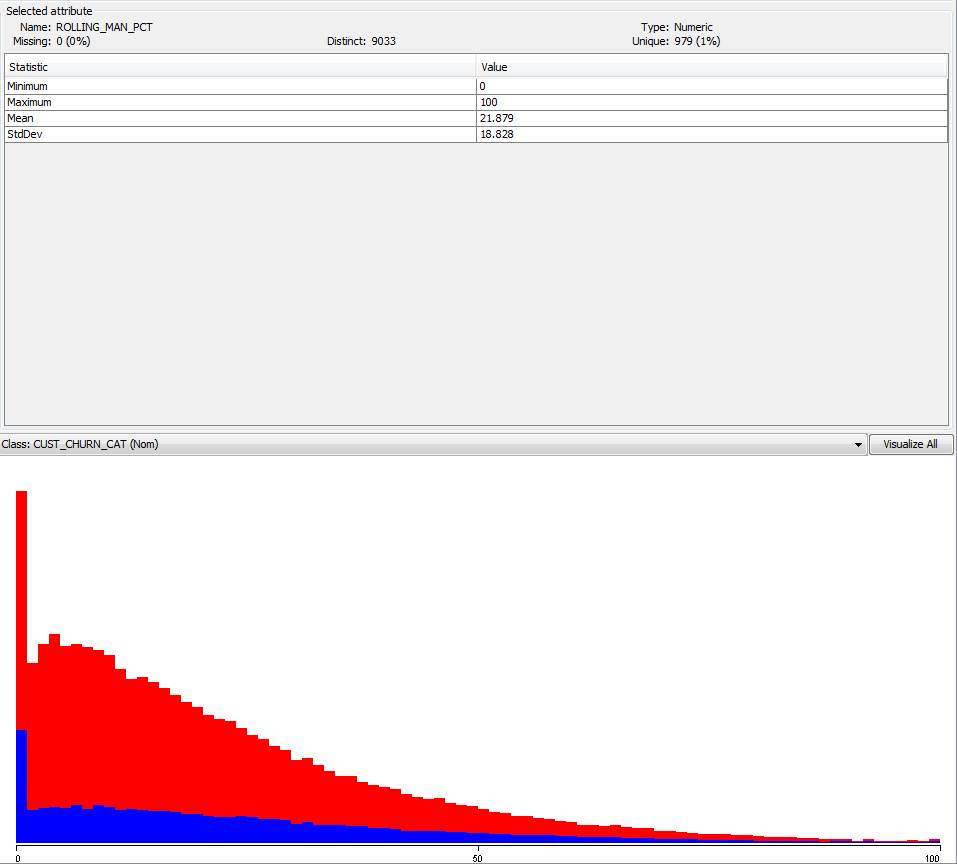 Selected attribute
Name: ROLLING_MAN_PCT Type: Numeric
Missing: 0 (0%) Distinct: 9033 Unique: 979 (1%)
Statistic Value
Minimum 0
Maximum 100
Mean 21.879
StdDev 18.828
Class: CUST_CHURN_CAT (Nom) Visualize All
0 50 100